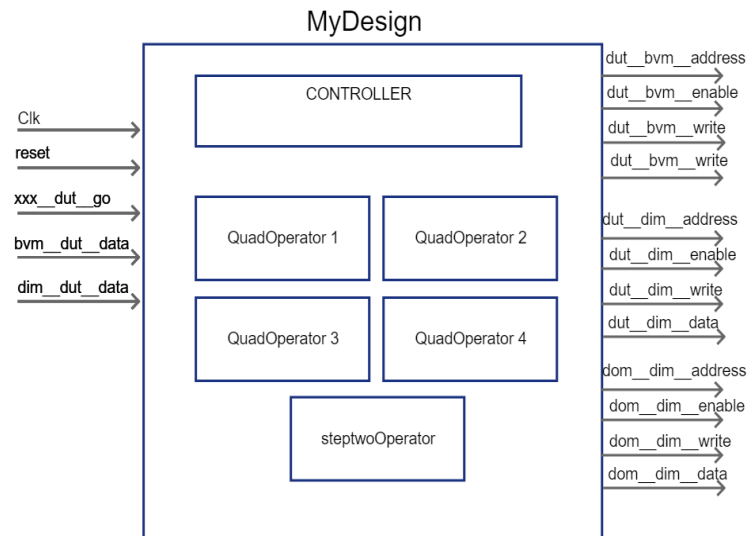 MyDesign
CONTROLLER
Clk
reset
xxx__dut__go
bvm__dut__data
dim__dut__data
QuadOperator 1
QuadOperator 2
QuadOperator 3
QuadOperator 4
steptwoOperator
dut__bvm__address
dut__bvm__enable
dut__bvm__write
dut__bvm__write
dut__dim__address
dut__dim__enable
dut__dim__write
dut__dim__data
dom__dim__address
dom__dim__enable
dom__dim__write
dom__dim__data